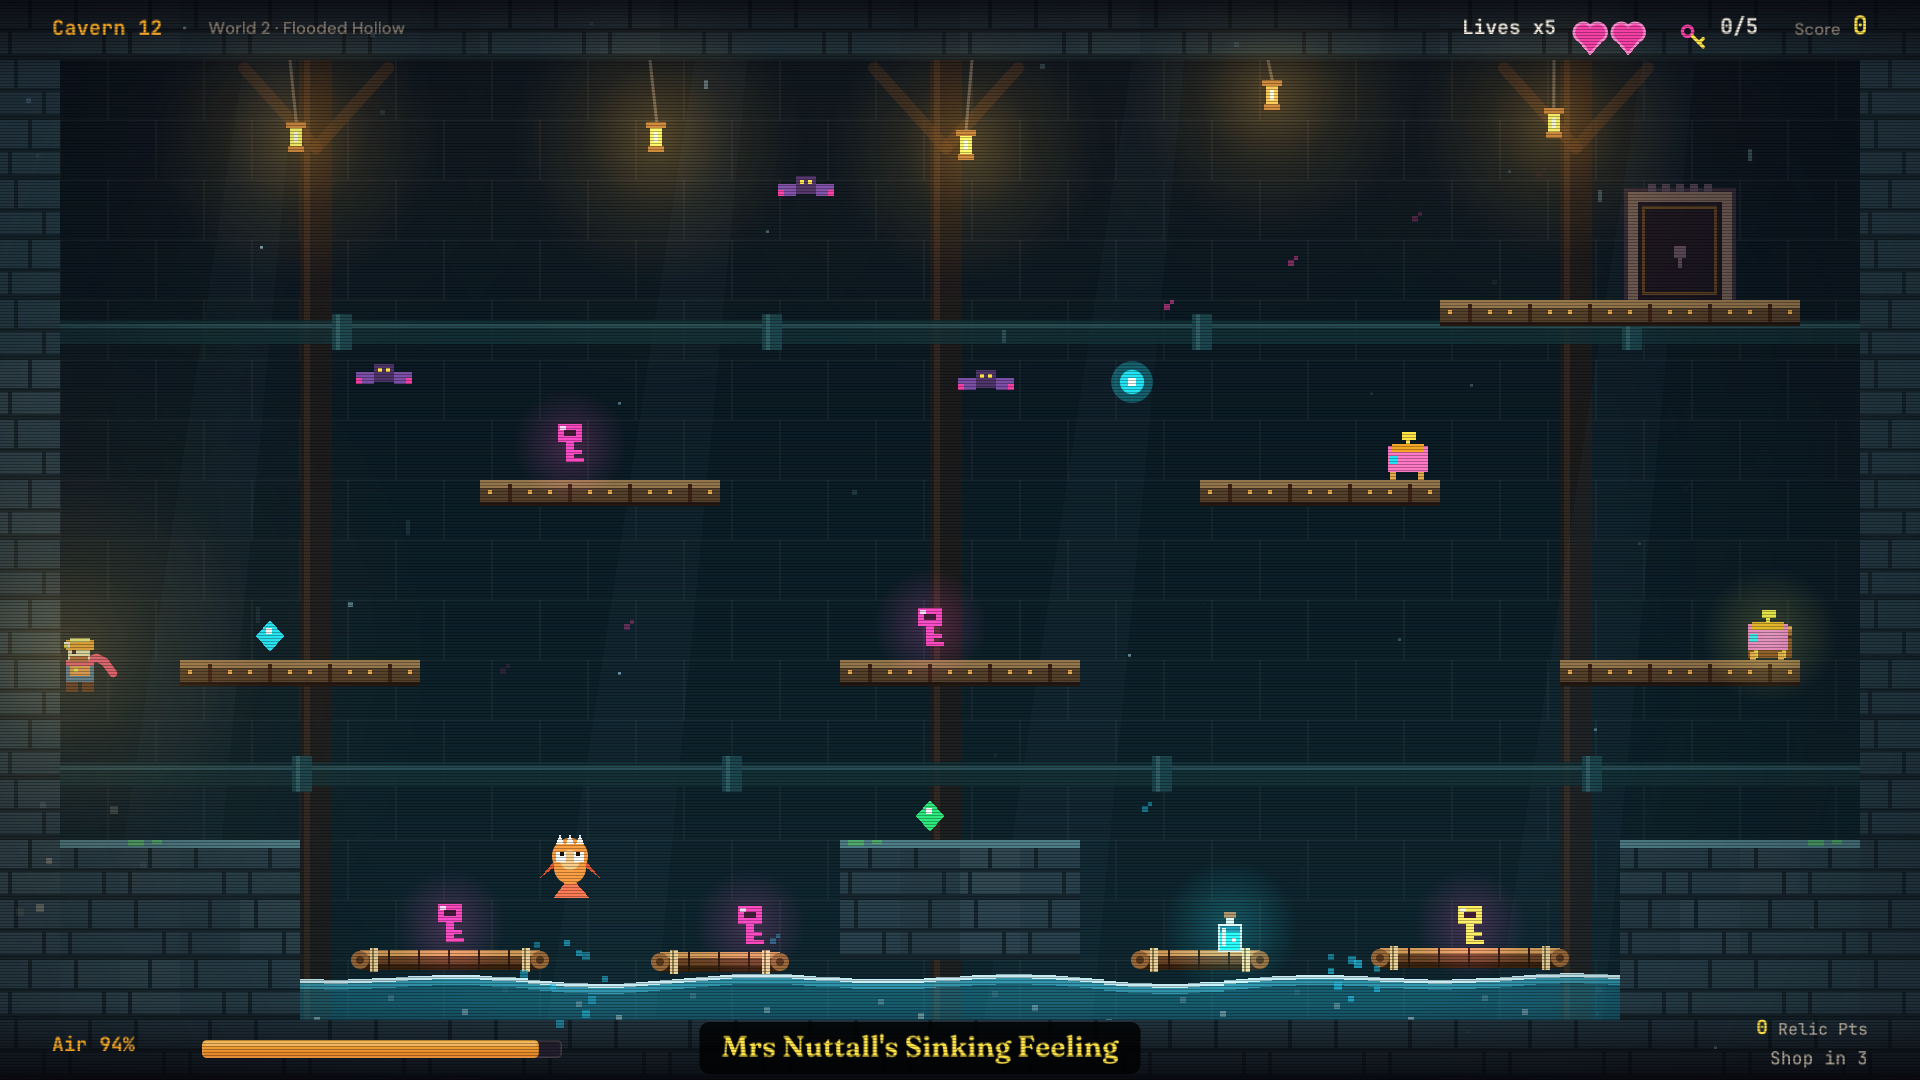 Cavern 12 · World 2 · Flooded Hollow
Lives x5
0/5
Score 0
Air 94%
Mrs Nuttall's Sinking Feeling
0 Relic Pts
Shop in 3